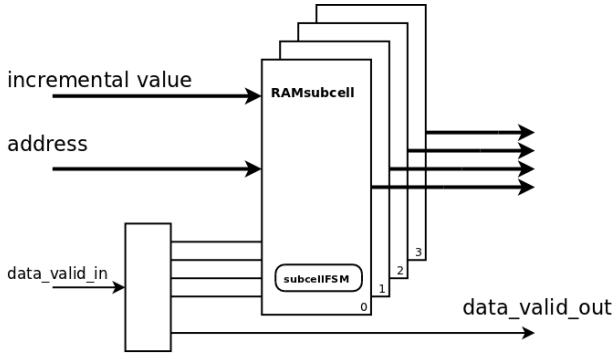 incremental value
RAMsubcell
address
3
2
1
0
subcellFSM
data_valid_in
data_valid_out